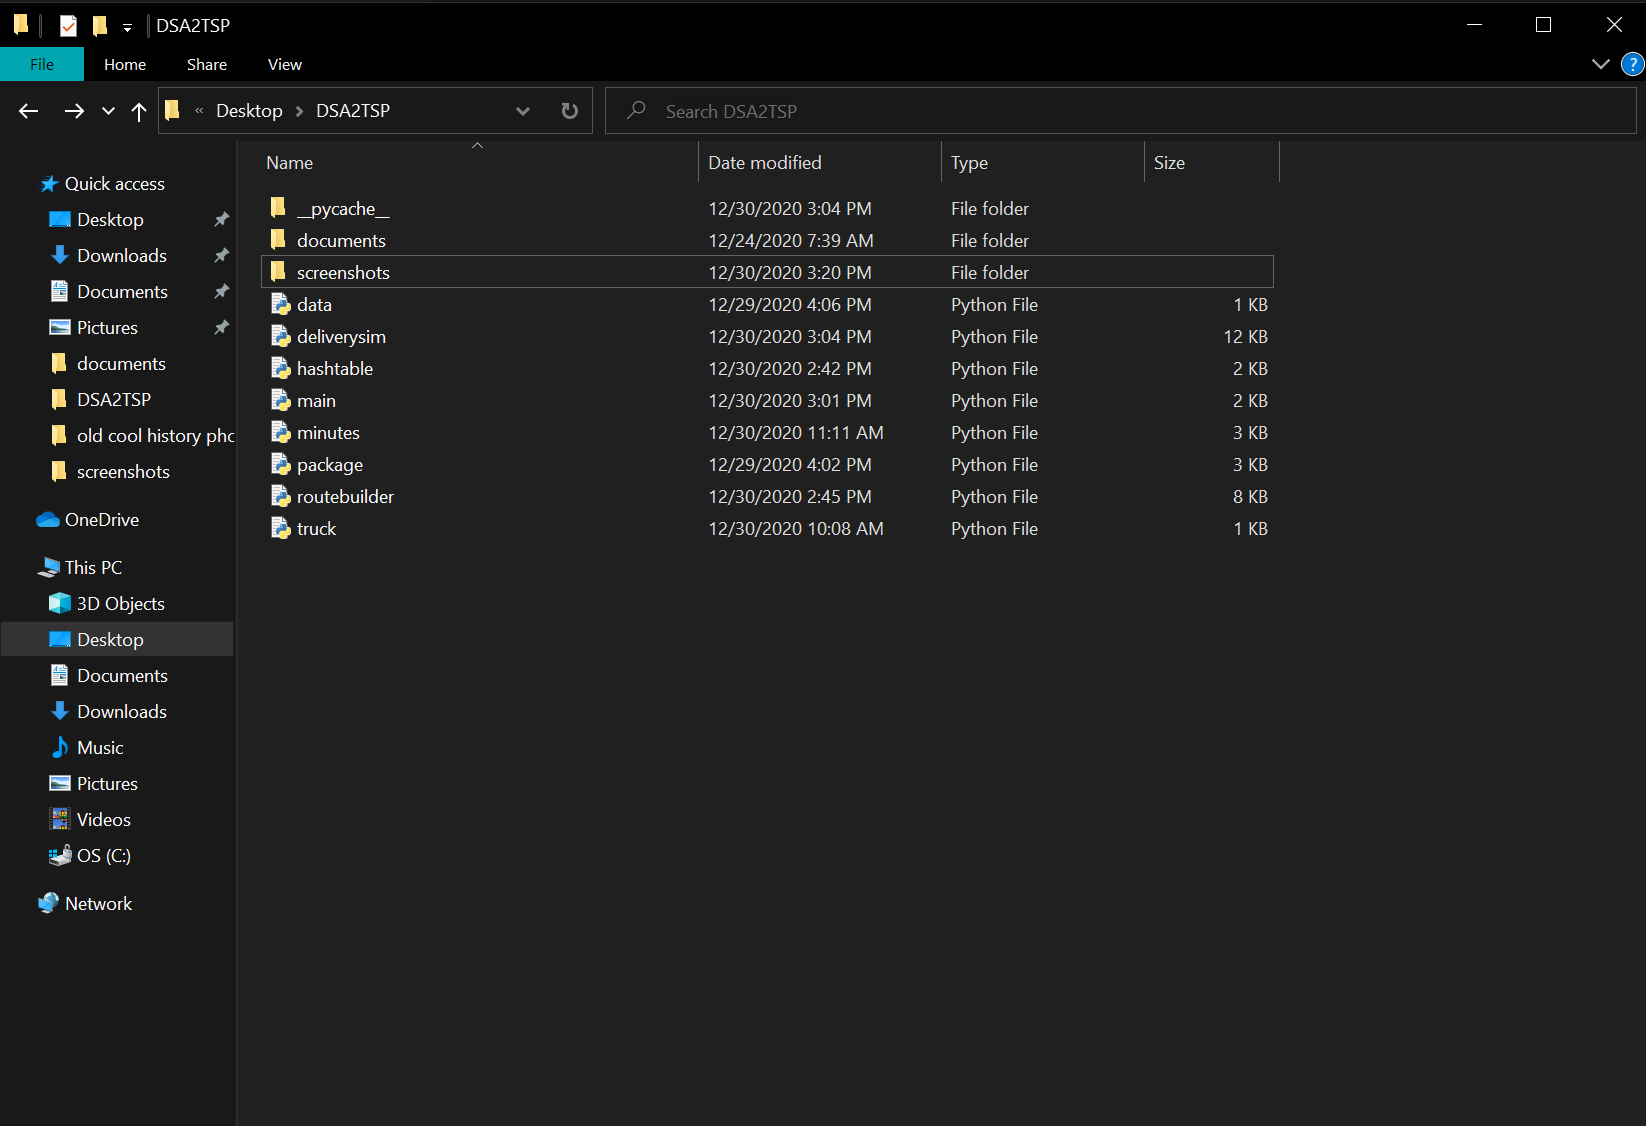 DSA2TSP
File Home Share View ?
« Desktop > DSA2TSP Search DSA2TSP
Quick access
Desktop
Downloads
Documents
Pictures
documents
DSA2TSP
old cool history phc
screenshots
OneDrive
This PC
3D Objects
Desktop
Documents
Downloads
Music
Pictures
Videos
OS (C:)
Network
Name Date modified Type Size
__pycache__ 12/30/2020 3:04 PM File folder
documents 12/24/2020 7:39 AM File folder
screenshots 12/30/2020 3:20 PM File folder
data 12/29/2020 4:06 PM Python File 1 KB
deliverysim 12/30/2020 3:04 PM Python File 12 KB
hashtable 12/30/2020 2:42 PM Python File 2 KB
main 12/30/2020 3:01 PM Python File 2 KB
minutes 12/30/2020 11:11 AM Python File 3 KB
package 12/29/2020 4:02 PM Python File 3 KB
routebuilder 12/30/2020 2:45 PM Python File 8 KB
truck 12/30/2020 10:08 AM Python File 1 KB